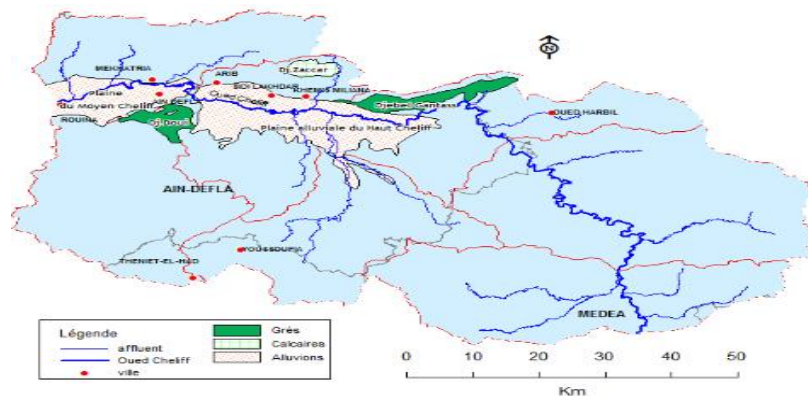 N
MEKHATRIA
ARIB
Dj.Zaccar
SIDI LAKHDAR
KHEMIS MILIANA
Plaine
AIN DEFLA
du Moyen Cheliff
Djebel Gantass
OUED HARBIL
ROUINA
Dj.Doui
Plaine alluviale du Haut Cheliff
AIN-DEFLA
YOUSSOUFIA
THENIET-EL-HAD
MEDEA
Légende
affluent
Oued Cheliff
ville
Grès
Calcaires
Alluvions
0 10 20 30 40 50
Km